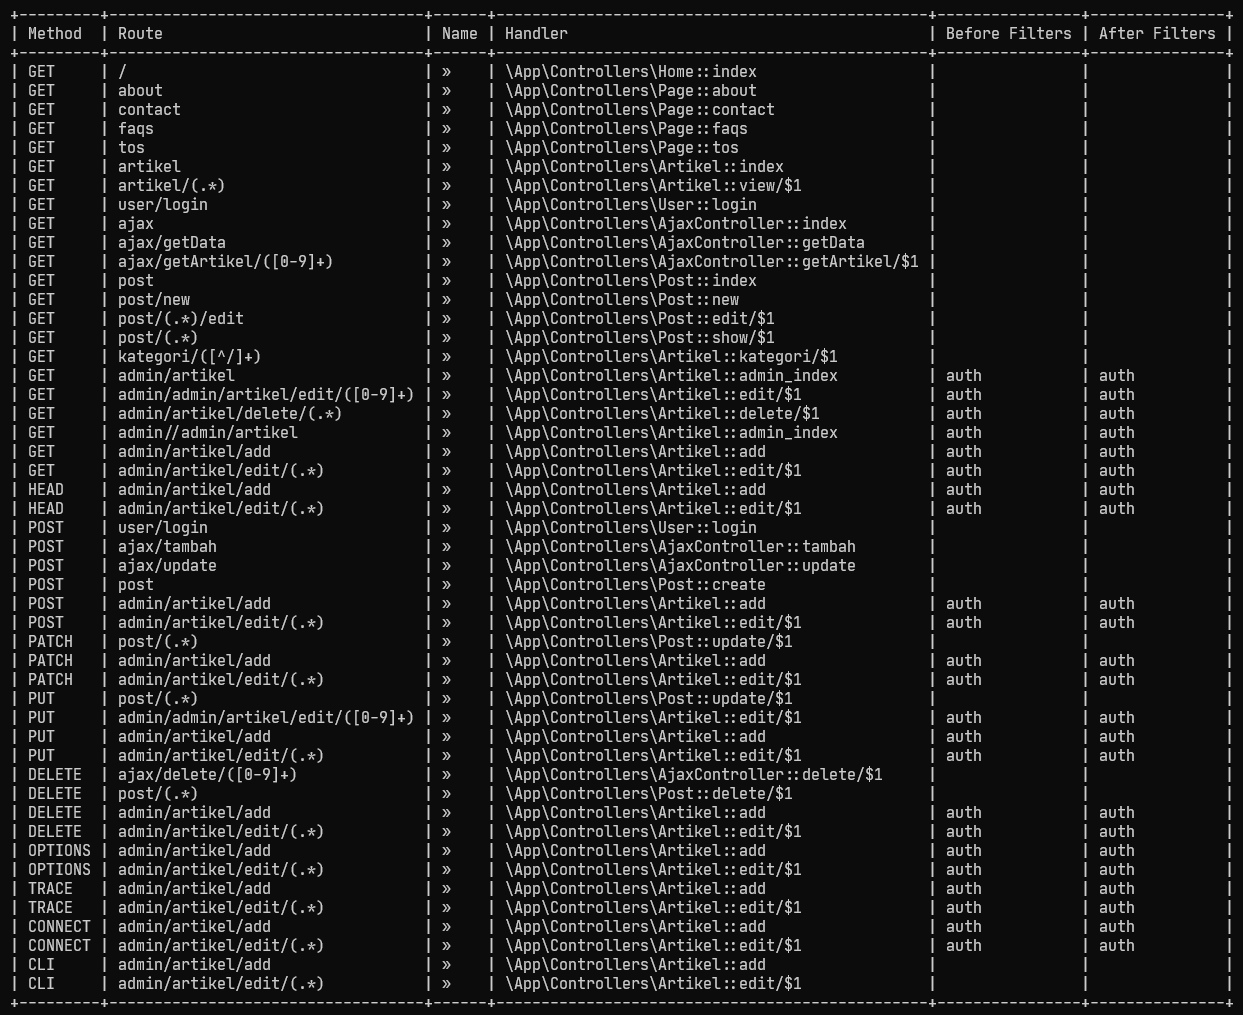 +---------+-----------------------------------+------+------------------------------------------------+----------------+---------------+
| Method  | Route                             | Name | Handler                                        | Before Filters | After Filters |
+---------+-----------------------------------+------+------------------------------------------------+----------------+---------------+
| GET     | /                                 | »    | \App\Controllers\Home::index                   |                |               |
| GET     | about                             | »    | \App\Controllers\Page::about                   |                |               |
| GET     | contact                           | »    | \App\Controllers\Page::contact                 |                |               |
| GET     | faqs                              | »    | \App\Controllers\Page::faqs                    |                |               |
| GET     | tos                               | »    | \App\Controllers\Page::tos                     |                |               |
| GET     | artikel                           | »    | \App\Controllers\Artikel::index                |                |               |
| GET     | artikel/(.*)                      | »    | \App\Controllers\Artikel::view/$1              |                |               |
| GET     | user/login                        | »    | \App\Controllers\User::login                   |                |               |
| GET     | ajax                              | »    | \App\Controllers\AjaxController::index         |                |               |
| GET     | ajax/getData                      | »    | \App\Controllers\AjaxController::getData       |                |               |
| GET     | ajax/getArtikel/([0-9]+)          | »    | \App\Controllers\AjaxController::getArtikel/$1 |                |               |
| GET     | post                              | »    | \App\Controllers\Post::index                   |                |               |
| GET     | post/new                          | »    | \App\Controllers\Post::new                     |                |               |
| GET     | post/(.*)/edit                    | »    | \App\Controllers\Post::edit/$1                 |                |               |
| GET     | post/(.*)                         | »    | \App\Controllers\Post::show/$1                 |                |               |
| GET     | kategori/([^/]+)                  | »    | \App\Controllers\Artikel::kategori/$1          |                |               |
| GET     | admin/artikel                     | »    | \App\Controllers\Artikel::admin_index          | auth           | auth          |
| GET     | admin/admin/artikel/edit/([0-9]+) | »    | \App\Controllers\Artikel::edit/$1              | auth           | auth          |
| GET     | admin/artikel/delete/(.*)         | »    | \App\Controllers\Artikel::delete/$1            | auth           | auth          |
| GET     | admin//admin/artikel              | »    | \App\Controllers\Artikel::admin_index          | auth           | auth          |
| GET     | admin/artikel/add                 | »    | \App\Controllers\Artikel::add                  | auth           | auth          |
| GET     | admin/artikel/edit/(.*)           | »    | \App\Controllers\Artikel::edit/$1              | auth           | auth          |
| HEAD    | admin/artikel/add                 | »    | \App\Controllers\Artikel::add                  | auth           | auth          |
| HEAD    | admin/artikel/edit/(.*)           | »    | \App\Controllers\Artikel::edit/$1              | auth           | auth          |
| POST    | user/login                        | »    | \App\Controllers\User::login                   |                |               |
| POST    | ajax/tambah                       | »    | \App\Controllers\AjaxController::tambah        |                |               |
| POST    | ajax/update                       | »    | \App\Controllers\AjaxController::update        |                |               |
| POST    | post                              | »    | \App\Controllers\Post::create                  |                |               |
| POST    | admin/artikel/add                 | »    | \App\Controllers\Artikel::add                  | auth           | auth          |
| POST    | admin/artikel/edit/(.*)           | »    | \App\Controllers\Artikel::edit/$1              | auth           | auth          |
| PATCH   | post/(.*)                         | »    | \App\Controllers\Post::update/$1               |                |               |
| PATCH   | admin/artikel/add                 | »    | \App\Controllers\Artikel::add                  | auth           | auth          |
| PATCH   | admin/artikel/edit/(.*)           | »    | \App\Controllers\Artikel::edit/$1              | auth           | auth          |
| PUT     | post/(.*)                         | »    | \App\Controllers\Post::update/$1               |                |               |
| PUT     | admin/admin/artikel/edit/([0-9]+) | »    | \App\Controllers\Artikel::edit/$1              | auth           | auth          |
| PUT     | admin/artikel/add                 | »    | \App\Controllers\Artikel::add                  | auth           | auth          |
| PUT     | admin/artikel/edit/(.*)           | »    | \App\Controllers\Artikel::edit/$1              | auth           | auth          |
| DELETE  | ajax/delete/([0-9]+)              | »    | \App\Controllers\AjaxController::delete/$1     |                |               |
| DELETE  | post/(.*)                         | »    | \App\Controllers\Post::delete/$1               |                |               |
| DELETE  | admin/artikel/add                 | »    | \App\Controllers\Artikel::add                  | auth           | auth          |
| DELETE  | admin/artikel/edit/(.*)           | »    | \App\Controllers\Artikel::edit/$1              | auth           | auth          |
| OPTIONS | admin/artikel/add                 | »    | \App\Controllers\Artikel::add                  | auth           | auth          |
| OPTIONS | admin/artikel/edit/(.*)           | »    | \App\Controllers\Artikel::edit/$1              | auth           | auth          |
| TRACE   | admin/artikel/add                 | »    | \App\Controllers\Artikel::add                  | auth           | auth          |
| TRACE   | admin/artikel/edit/(.*)           | »    | \App\Controllers\Artikel::edit/$1              | auth           | auth          |
| CONNECT | admin/artikel/add                 | »    | \App\Controllers\Artikel::add                  | auth           | auth          |
| CONNECT | admin/artikel/edit/(.*)           | »    | \App\Controllers\Artikel::edit/$1              | auth           | auth          |
| CLI     | admin/artikel/add                 | »    | \App\Controllers\Artikel::add                  |                |               |
| CLI     | admin/artikel/edit/(.*)           | »    | \App\Controllers\Artikel::edit/$1              |                |               |
+---------+-----------------------------------+------+------------------------------------------------+----------------+---------------+